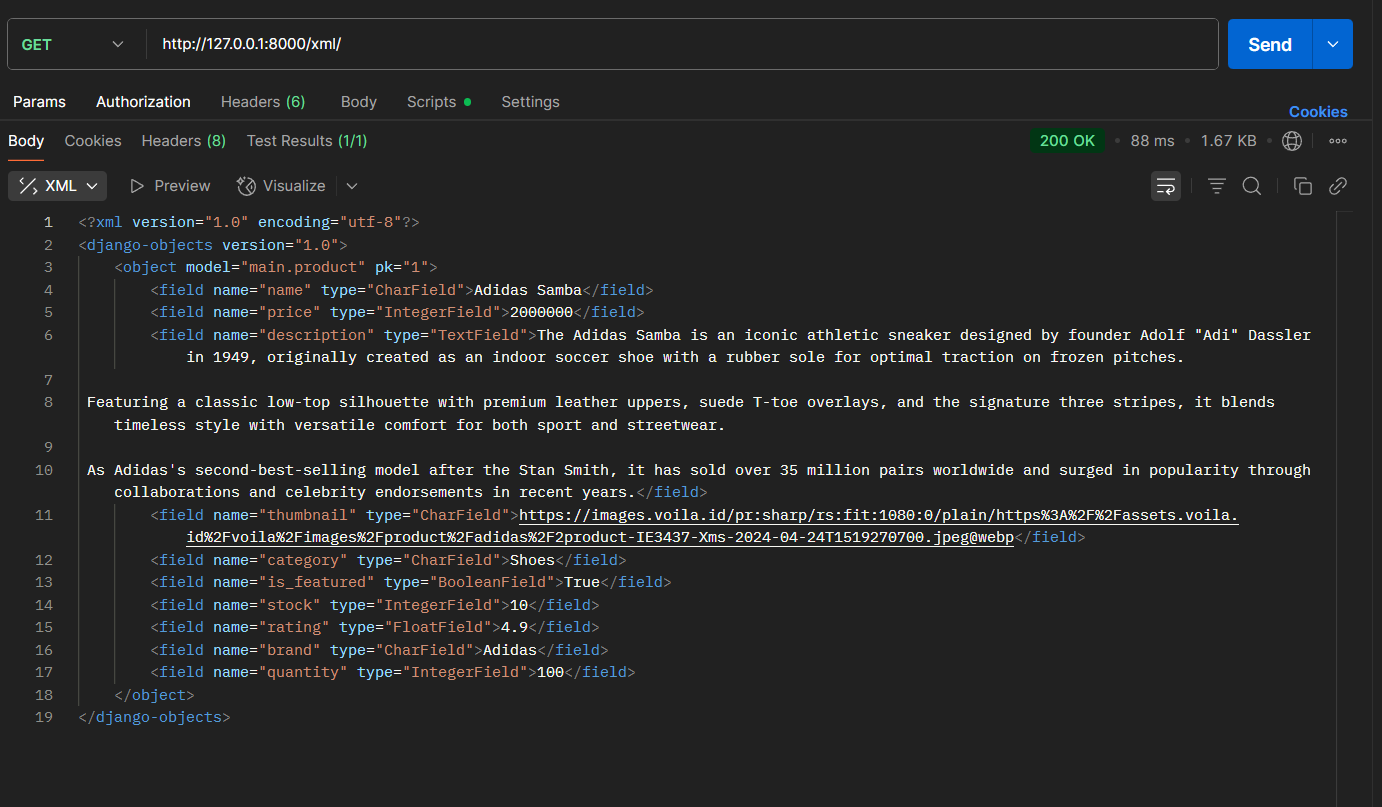 GET http://127.0.0.1:8000/xml/ Send
Params Authorization Headers (6) Body Scripts Settings
Cookies
Body Cookies Headers (8) Test Results (1/1) 200 OK • 88 ms • 1.67 KB •
XML Preview Visualize
1 <?xml version="1.0" encoding="utf-8"?>
2 <django-objects version="1.0">
3 <object model="main.product" pk="1">
4 <field name="name" type="CharField">Adidas Samba</field>
5 <field name="price" type="IntegerField">2000000</field>
6 <field name="description" type="TextField">The Adidas Samba is an iconic athletic sneaker designed by founder Adolf "Adi" Dassler
in 1949, originally created as an indoor soccer shoe with a rubber sole for optimal traction on frozen pitches.
7
8 Featuring a classic low-top silhouette with premium leather uppers, suede T-toe overlays, and the signature three stripes, it blends
timeless style with versatile comfort for both sport and streetwear.
9
10 As Adidas's second-best-selling model after the Stan Smith, it has sold over 35 million pairs worldwide and surged in popularity through
collaborations and celebrity endorsements in recent years.</field>
11 <field name="thumbnail" type="CharField">https://images.voila.id/pr:sharp/rs:fit:1080:0/plain/https%3A%2F%2Fassets.voila.
id%2Fvoila%2Fimages%2Fproduct%2Fadidas%2F2product-IE3437-Xms-2024-04-24T1519270700.jpeg@webp</field>
12 <field name="category" type="CharField">Shoes</field>
13 <field name="is_featured" type="BooleanField">True</field>
14 <field name="stock" type="IntegerField">10</field>
15 <field name="rating" type="FloatField">4.9</field>
16 <field name="brand" type="CharField">Adidas</field>
17 <field name="quantity" type="IntegerField">100</field>
18 </object>
19 </django-objects>